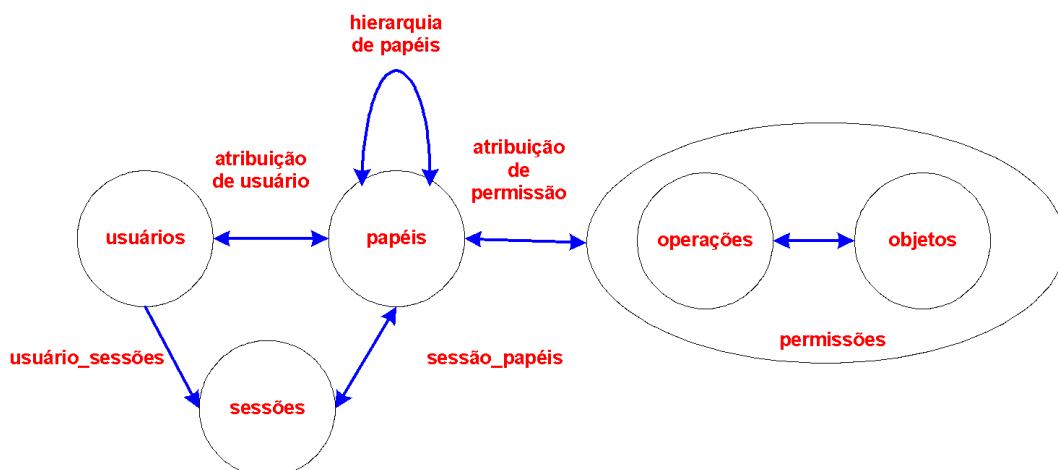 hierarquia
de papéis
atribuição
de usuário
atribuição
de
permissão
usuários
papéis
operações
objetos
permissões
usuário_sessões
sessão_papéis
sessões